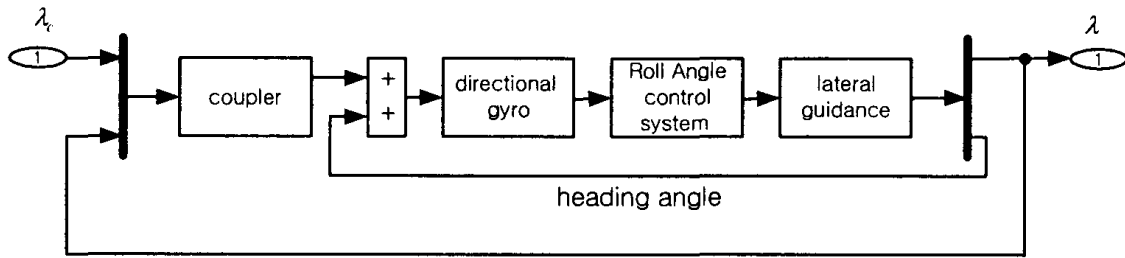 λc
λ
1
coupler
+
+
directional
gyro
Roll Angle
control
system
lateral
guidance
1
heading angle